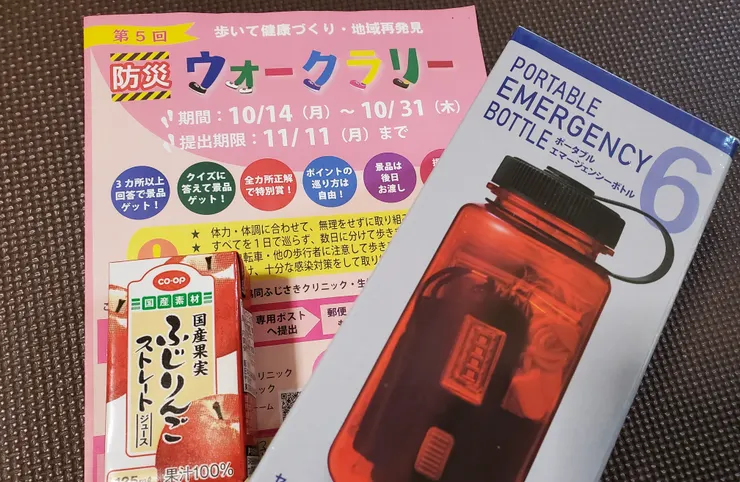 第5回
歩いて健康づくり・地域再発見
防災
ウォークラリー
期間：10/14（月）～10/31（木）
提出期限：11/11（月）まで
3カ所以上
回答で景品
ゲット！
クイズに
答えて景品
ゲット！
全カ所正解
で特別賞！
ポイントの
巡り方は
自由！
景品は
後日
お渡し
★ 体力・体調に合わせて、無理をせずに取り組
★ すべてを1日で巡らず、数日に分けて歩き
転車・他の歩行者に注意して歩き
、十分な感染対策をして取り
同ふじさきクリニック・生
専用ポスト
へ提出
郵便
リニック
ック
ーム
CO･OP
国産素材
国産果実
ふじりんご
ストレート
ジュース
125ml
果汁100%
PORTABLE
EMERGENCY
BOTTLE
ポータブル
エマージェンシーボトル
6